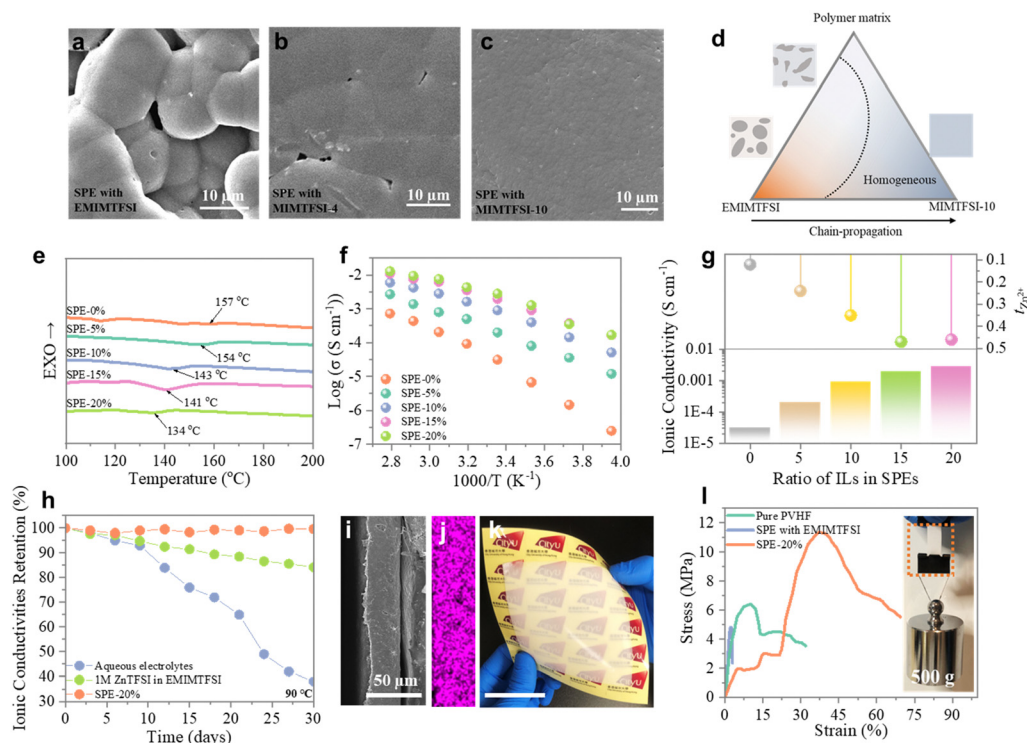 a
SPE with
EMIMTFSI
10 µm
b
SPE with
MIMTFSI-4
10 µm
c
SPE with
MIMTFSI-10
10 µm
d
Polymer matrix
Homogeneous
EMIMTFSI
MIMTFSI-10
Chain-propagation
e
EXO →
SPE-0%
157 °C
SPE-5%
154 °C
SPE-10%
143 °C
SPE-15%
141 °C
SPE-20%
134 °C
100 120 140 160 180 200
Temperature (°C)
f
Log (σ (S cm⁻¹))
-1
-2
-3
-4
-5
-6
-7
SPE-0%
SPE-5%
SPE-10%
SPE-15%
SPE-20%
2.8 3.0 3.2 3.4 3.6 3.8 4.0
1000/T (K⁻¹)
g
Ionic Conductivity (S cm⁻¹)
0.01
0.001
1E-4
1E-5
0.1
0.2
0.3
0.4
0.5
t Zn²⁺
0 5 10 15 20
Ratio of ILs in SPEs
h
Ionic Conductivities Retention (%)
100
90
80
70
60
50
40
30
Aqueous electrolytes
1M ZnTFSI in EMIMTFSI
SPE-20%
90 °C
0 5 10 15 20 25 30
Time (days)
i
50 µm
j
k
CityU
l
Stress (MPa)
12
10
8
6
4
2
0
Pure PVHF
SPE with EMIMTFSI
SPE-20%
500 g
0 15 30 45 60 75 90
Strain (%)